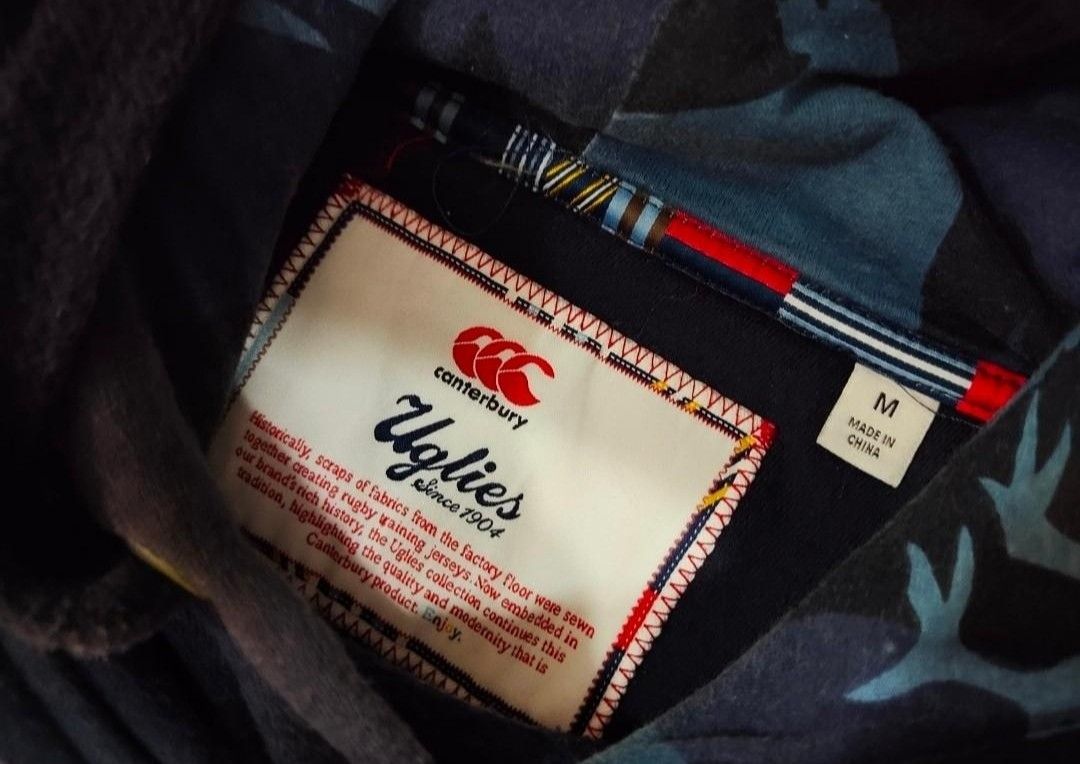 canterbury
Uglies
Since 1904
Historically, scraps of fabrics from the factory floor were sewn
together creating rugby training jerseys. Now embedded in
our brand's rich history, the Uglies collection continues this
tradition, highlighting the quality and modernity that is
Canterbury product. Enjoy.
M
MADE IN
CHINA